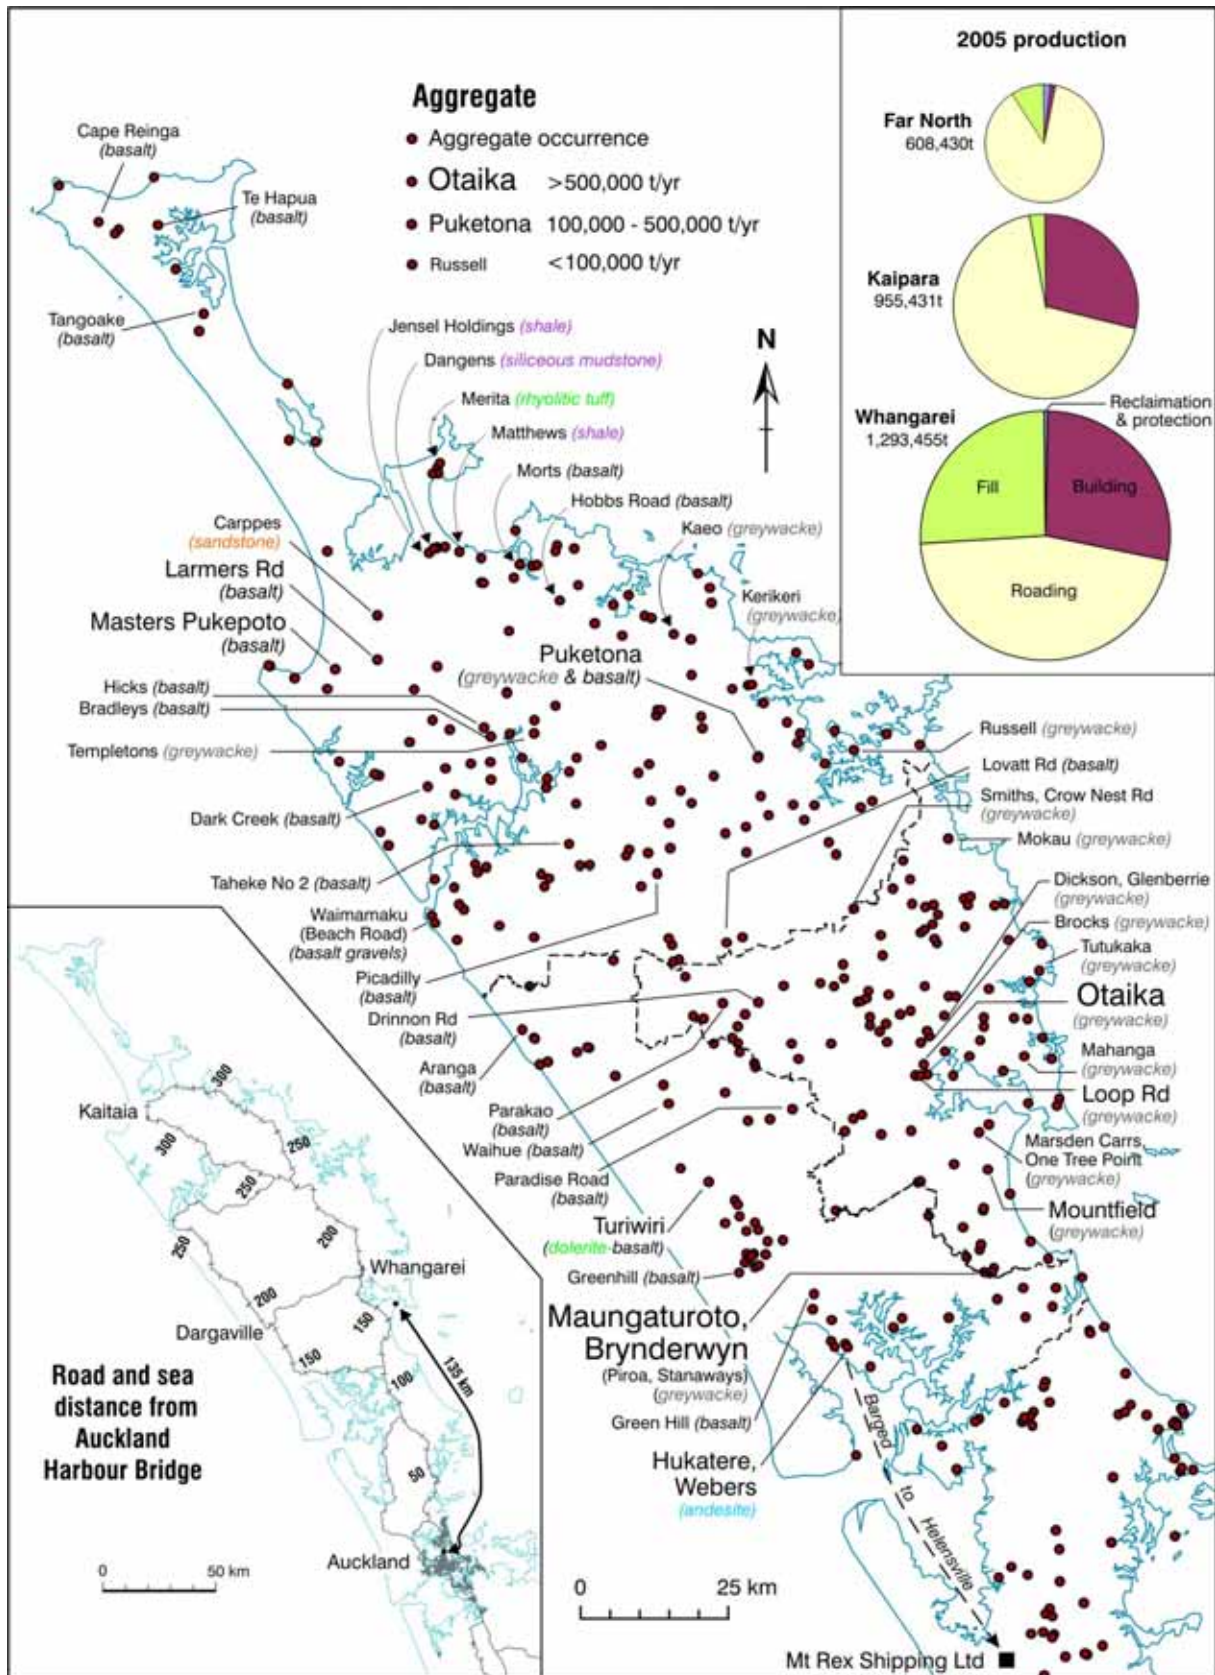 2005 production
Far North
608,430t
Kaipara
955,431t
Whangarei
1,293,455t
Reclaimation
& protection
Fill
Building
Roading
Aggregate
Aggregate occurrence
Otaika >500,000 t/yr
Puketona 100,000 - 500,000 t/yr
Russell <100,000 t/yr
N
Cape Reinga
(basalt)
Te Hapua
(basalt)
Tangoake
(basalt)
Jensel Holdings (shale)
Dangens (siliceous mudstone)
Merita (rhyolitic tuff)
Matthews (shale)
Morts (basalt)
Hobbs Road (basalt)
Kaeo (greywacke)
Kerikeri
(greywacke)
Carppes
(sandstone)
Larmers Rd
(basalt)
Masters Pukepoto
(basalt)
Puketona
(greywacke & basalt)
Hicks (basalt)
Bradleys (basalt)
Templetons (greywacke)
Dark Creek (basalt)
Taheke No 2 (basalt)
Waimamaku
(Beach Road)
(basalt gravels)
Picadilly
(basalt)
Drinnon Rd
(basalt)
Aranga
(basalt)
Parakao
(basalt)
Waihue (basalt)
Paradise Road
(basalt)
Turiwiri
(dolerite-basalt)
Greenhill (basalt)
Maungaturoto,
Brynderwyn
(Piroa, Stanaways)
(greywacke)
Green Hill (basalt)
Hukatere,
Webers
(andesite)
Russell (greywacke)
Lovatt Rd (basalt)
Smiths, Crow Nest Rd
(greywacke)
Mokau (greywacke)
Dickson, Glenberrie
(greywacke)
Brocks (greywacke)
Tutukaka
(greywacke)
Otaika
(greywacke)
Mahanga
(greywacke)
Loop Rd
(greywacke)
Marsden Carrs,
One Tree Point
(greywacke)
Mountfield
(greywacke)
Barged to Helensville
Mt Rex Shipping Ltd
0 25 km
Kaitaia
300
300
250
250
250
200
Whangarei
200
150
Dargaville
150
100
135 km
50
Road and sea
distance from
Auckland
Harbour Bridge
Auckland
0 50 km